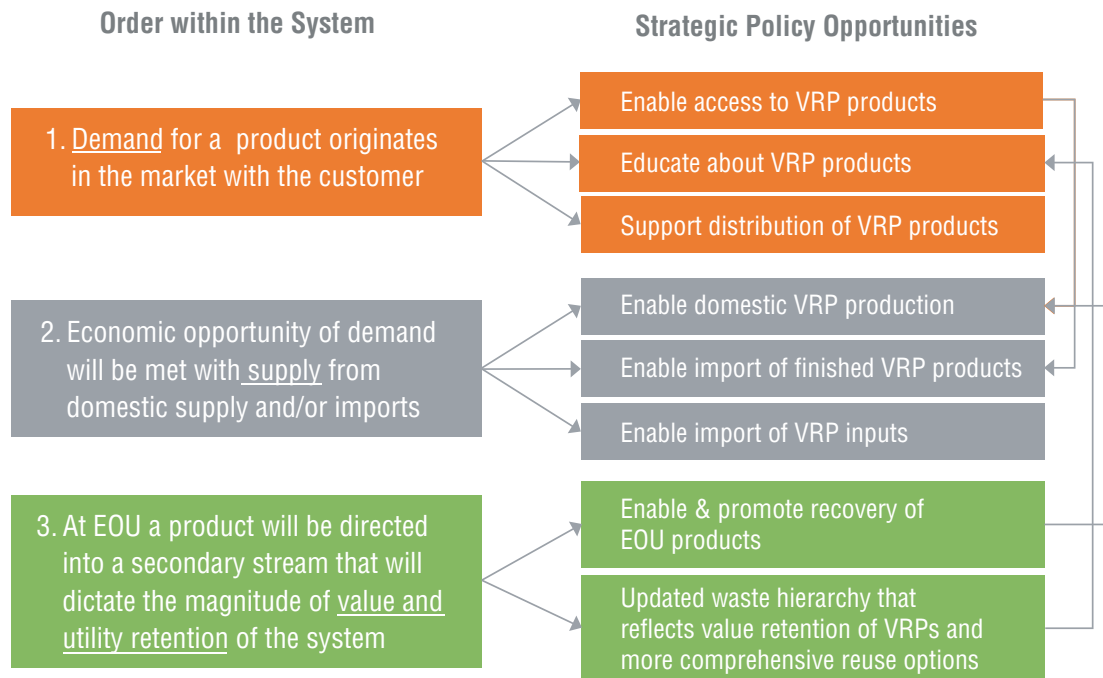 Order within the System
Strategic Policy Opportunities
1. Demand for a product originates
in the market with the customer
Enable access to VRP products
Educate about VRP products
Support distribution of VRP products
2. Economic opportunity of demand
will be met with supply from
domestic supply and/or imports
Enable domestic VRP production
Enable import of finished VRP products
Enable import of VRP inputs
3. At EOU a product will be directed
into a secondary stream that will
dictate the magnitude of value and
utility retention of the system
Enable & promote recovery of
EOU products
Updated waste hierarchy that
reflects value retention of VRPs and
more comprehensive reuse options